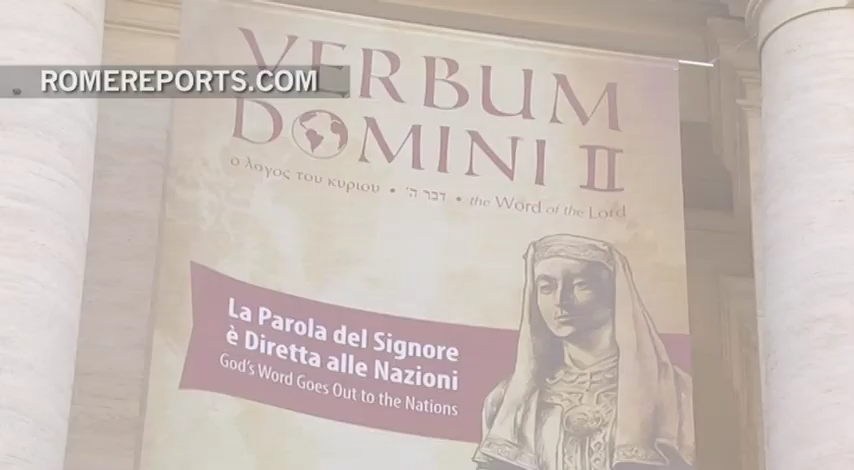 ROMEREPORTS.COM
VERBUM
DOMINI II
ο λογος του κυριου • דבר ה' • the Word of the Lord
La Parola del Signore
è Diretta alle Nazioni
God's Word Goes Out to the Nations